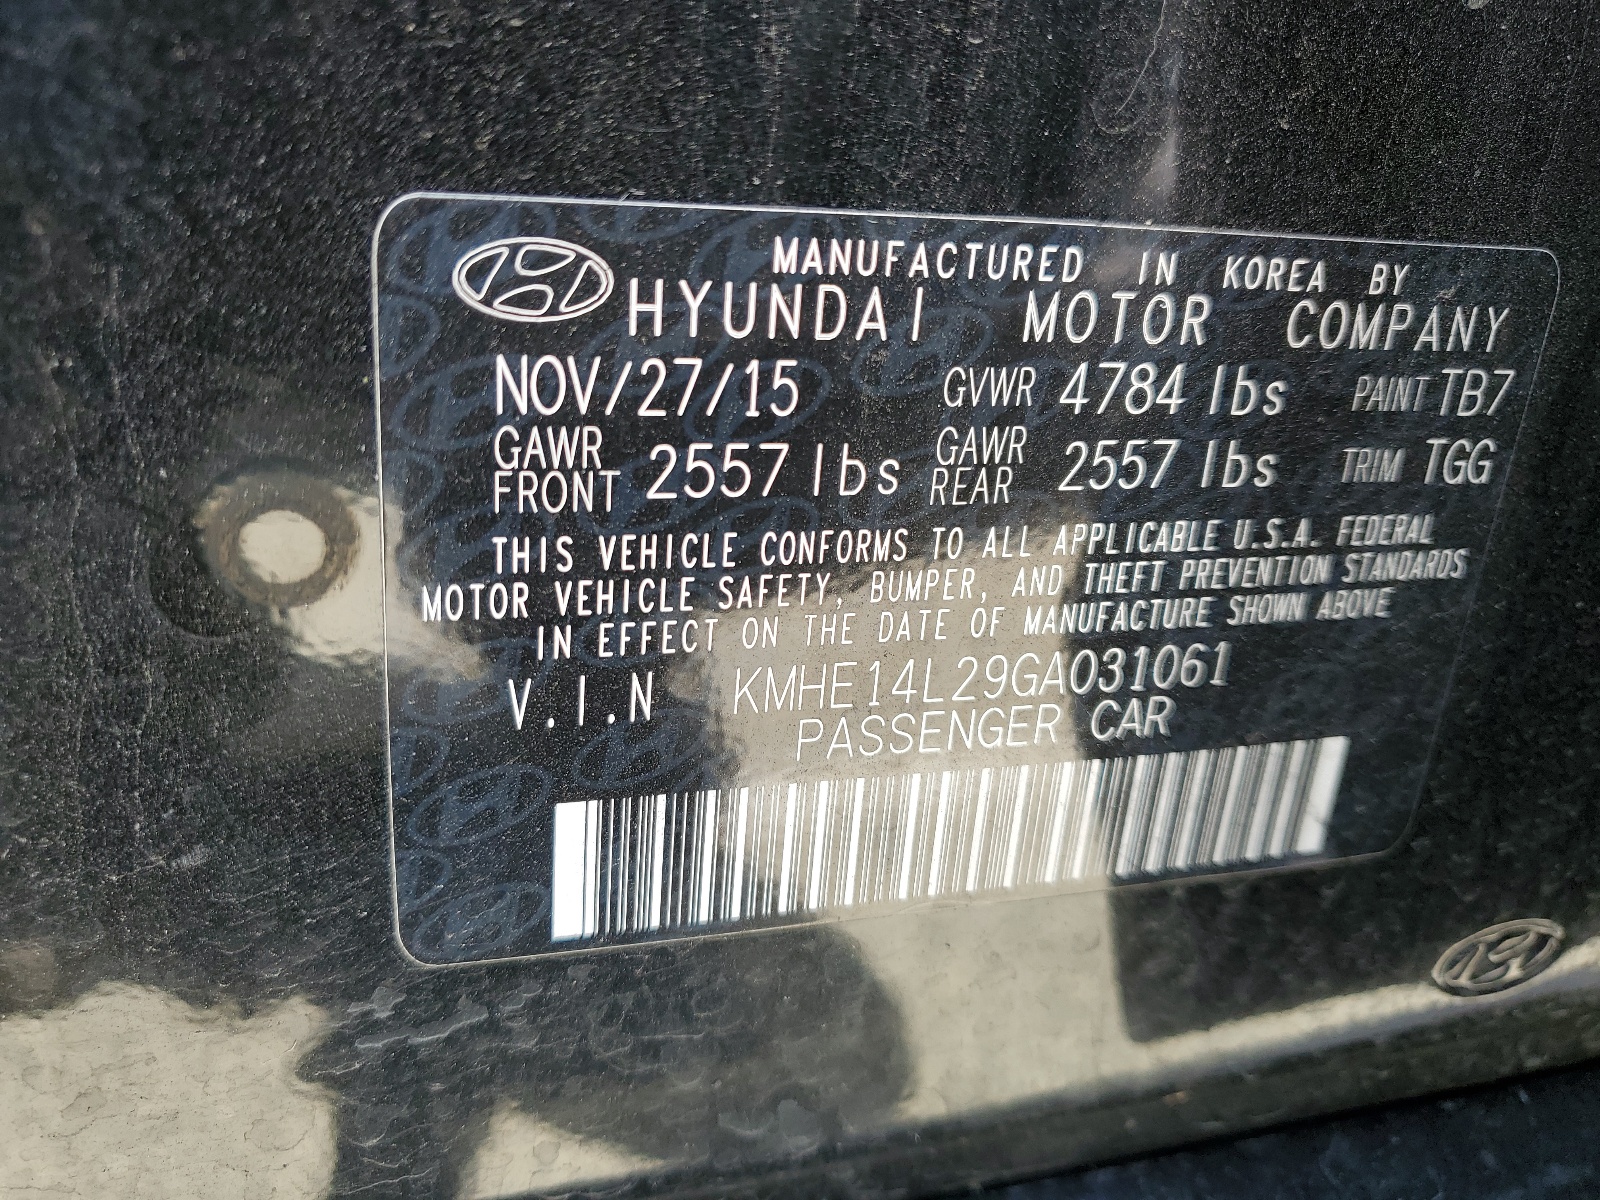 MANUFACTURED IN KOREA BY
HYUNDAI MOTOR COMPANY
NOV/27/15 GVWR 4784 lbs PAINT TB7
GAWR FRONT 2557 lbs GAWR REAR 2557 lbs TRIM TGG
THIS VEHICLE CONFORMS TO ALL APPLICABLE U.S.A. FEDERAL
MOTOR VEHICLE SAFETY, BUMPER, AND THEFT PREVENTION STANDARDS
IN EFFECT ON THE DATE OF MANUFACTURE SHOWN ABOVE
V.I.N KMHE14L29GA031061
PASSENGER CAR